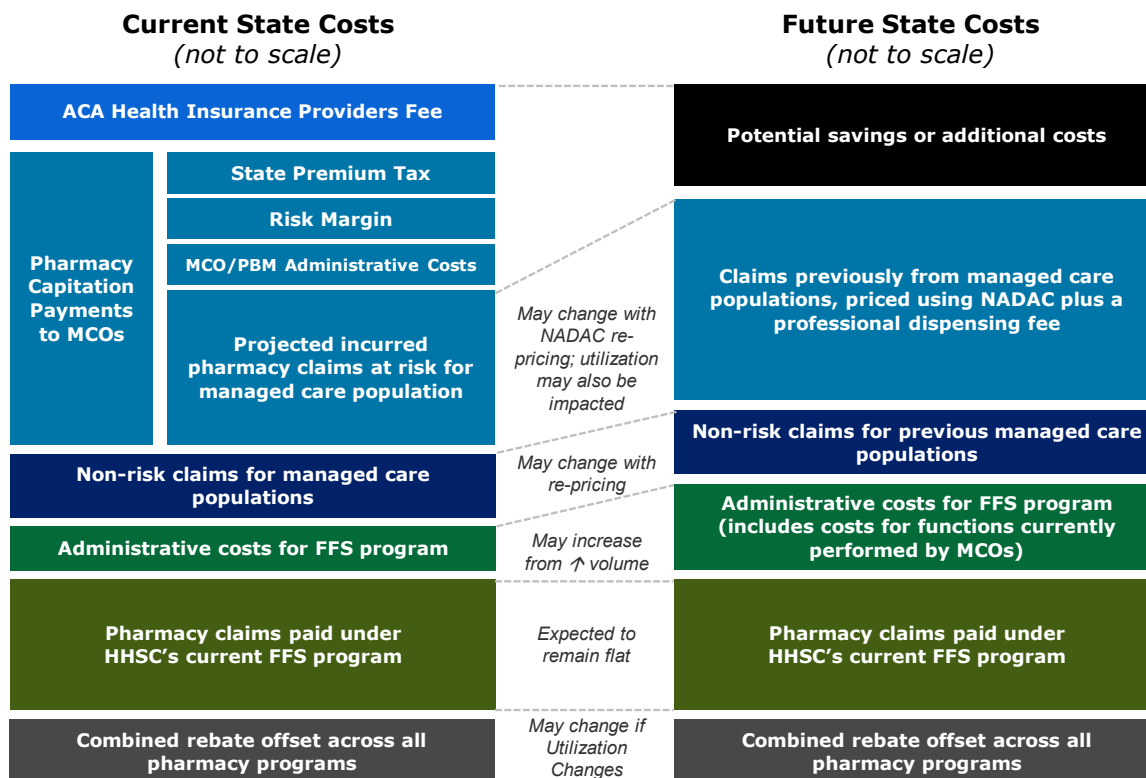 Current State Costs
(not to scale)
ACA Health Insurance Providers Fee
Pharmacy
Capitation
Payments
to MCOs
State Premium Tax
Risk Margin
MCO/PBM Administrative Costs
Projected incurred
pharmacy claims at risk for
managed care population
Non-risk claims for managed care
populations
Administrative costs for FFS program
Pharmacy claims paid under
HHSC’s current FFS program
Combined rebate offset across all
pharmacy programs
May change with
NADAC re-
pricing; utilization
may also be
impacted
May change with
re-pricing
May increase
from ↑ volume
Expected to
remain flat
May change if
Utilization
Changes
Future State Costs
(not to scale)
Potential savings or additional costs
Claims previously from managed care
populations, priced using NADAC plus a
professional dispensing fee
Non-risk claims for previous managed care
populations
Administrative costs for FFS program
(includes costs for functions currently
performed by MCOs)
Pharmacy claims paid under
HHSC’s current FFS program
Combined rebate offset across all
pharmacy programs